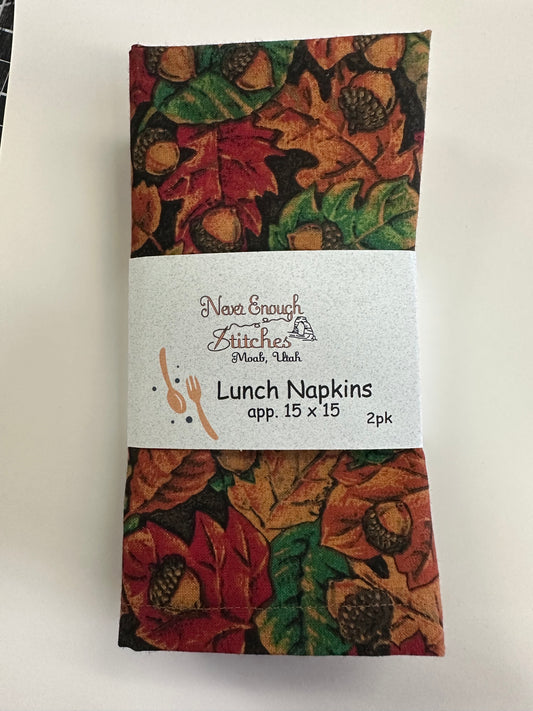 Never Enough
Stitches
Moab, Utah
Lunch Napkins
app. 15 x 15
2pk